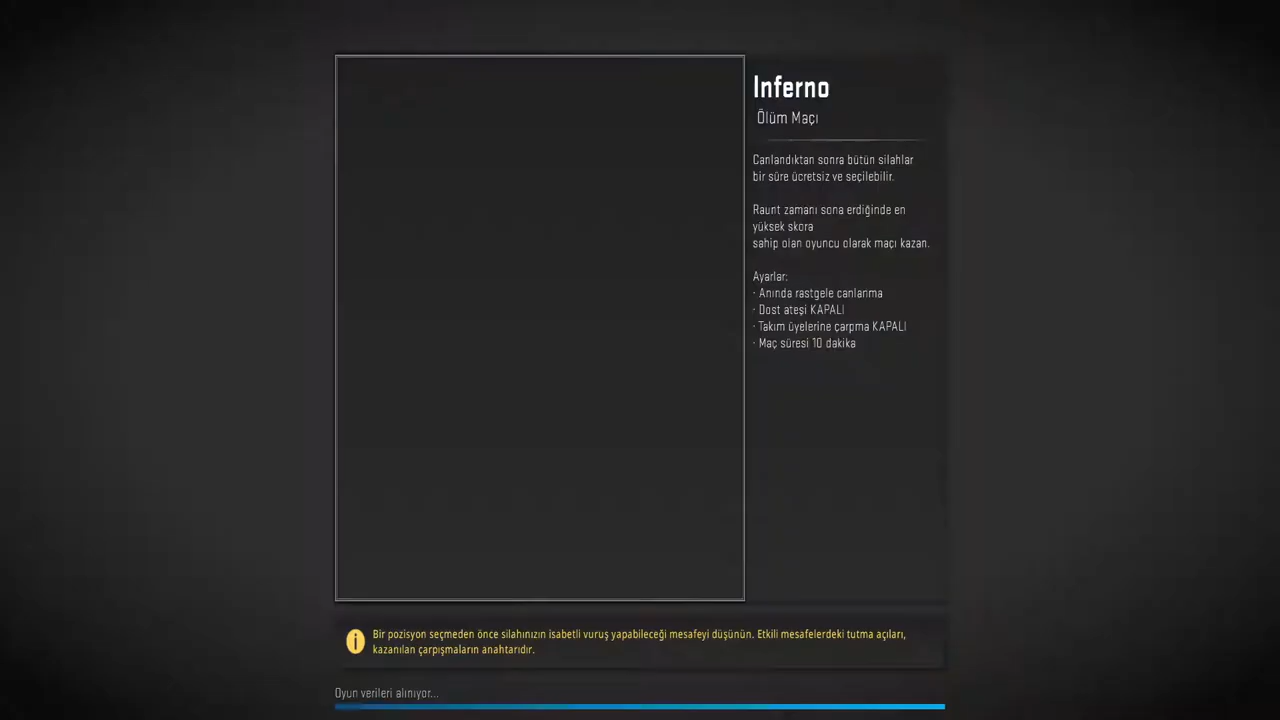 Inferno
Ölüm Maçı
Canlandıktan sonra bütün silahlar
bir süre ücretsiz ve seçilebilir.
Raunt zamanı sona erdiğinde en
yüksek skora
sahip olan oyuncu olarak maçı kazan.
Ayarlar:
· Anında rastgele canlanma
· Dost ateşi KAPALI
· Takım üyelerine çarpma KAPALI
· Maç süresi 10 dakika
Bir pozisyon seçmeden önce silahınızın isabetli vuruş yapabileceği mesafeyi düşünün. Etkili mesafelerdeki tutma açıları,
kazanılan çarpışmaların anahtarıdır.
Oyun verileri alınıyor...